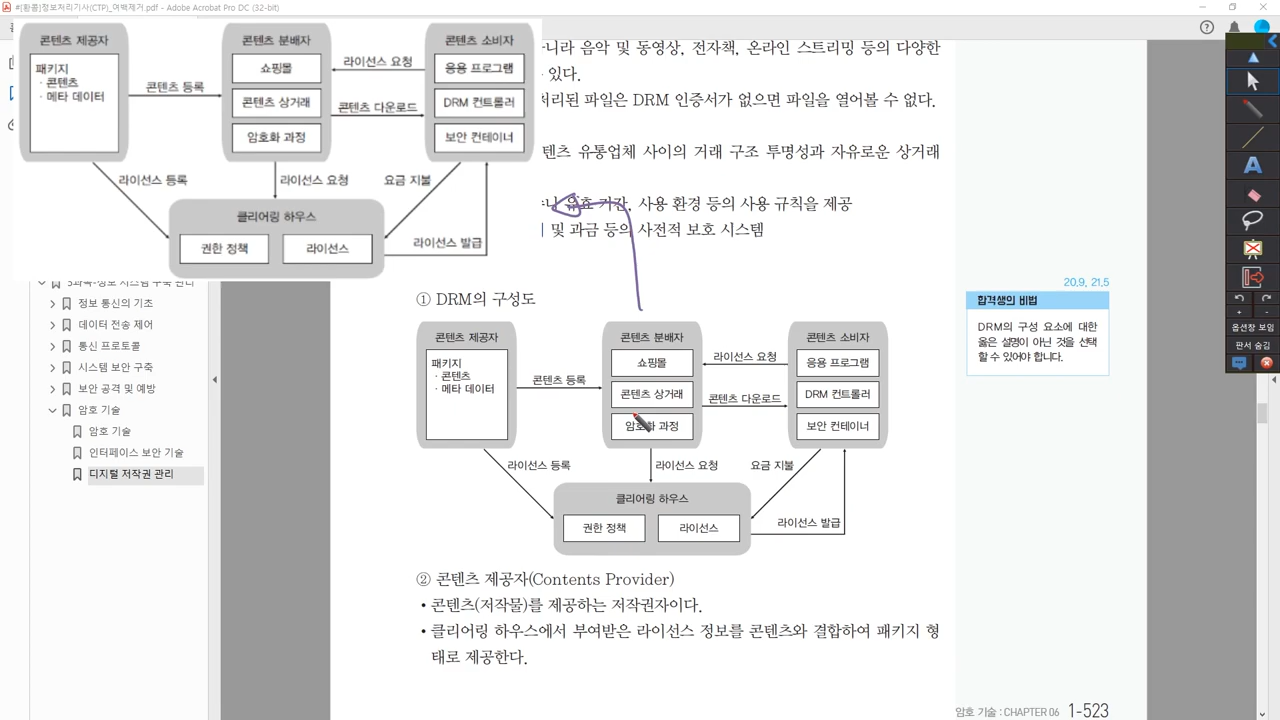 #[황콩]정보처리기사(CTP)_여백제거.pdf - Adobe Acrobat Pro DC (32-bit)
콘텐츠 제공자
패키지
· 콘텐츠
· 메타 데이터
콘텐츠 등록
콘텐츠 분배자
쇼핑몰
콘텐츠 상거래
암호화 과정
라이선스 요청
콘텐츠 다운로드
콘텐츠 소비자
응용 프로그램
DRM 컨트롤러
보안 컨테이너
라이선스 등록
라이선스 요청
요금 지불
클리어링 하우스
권한 정책
라이선스
라이선스 발급
음악 및 동영상, 전자책, 온라인 스트리밍 등의 다양한
있다.
처리된 파일은 DRM 인증서가 없으면 파일을 열어볼 수 없다.
텐츠 유통업체 사이의 거래 구조 투명성과 자유로운 상거래
유효 기간, 사용 환경 등의 사용 규칙을 제공
및 과금 등의 사전적 보호 시스템
정보 통신의 기초
데이터 전송 제어
통신 프로토콜
시스템 보안 구축
보안 공격 및 예방
암호 기술
암호 기술
인터페이스 보안 기술
디지털 저작권 관리
① DRM의 구성도
콘텐츠 제공자
패키지
· 콘텐츠
· 메타 데이터
콘텐츠 등록
콘텐츠 분배자
쇼핑몰
콘텐츠 상거래
암호화 과정
라이선스 요청
콘텐츠 다운로드
콘텐츠 소비자
응용 프로그램
DRM 컨트롤러
보안 컨테이너
라이선스 등록
라이선스 요청
요금 지불
클리어링 하우스
권한 정책
라이선스
라이선스 발급
② 콘텐츠 제공자(Contents Provider)
• 콘텐츠(저작물)를 제공하는 저작권자이다.
• 클리어링 하우스에서 부여받은 라이선스 정보를 콘텐츠와 결합하여 패키지 형
태로 제공한다.
20.9, 21.5
합격생의 비법
DRM의 구성 요소에 대한
옳은 설명이 아닌 것을 선택
할 수 있어야 합니다.
암호 기술 : CHAPTER 06 1-523
옵션창 보임
판서 숨김